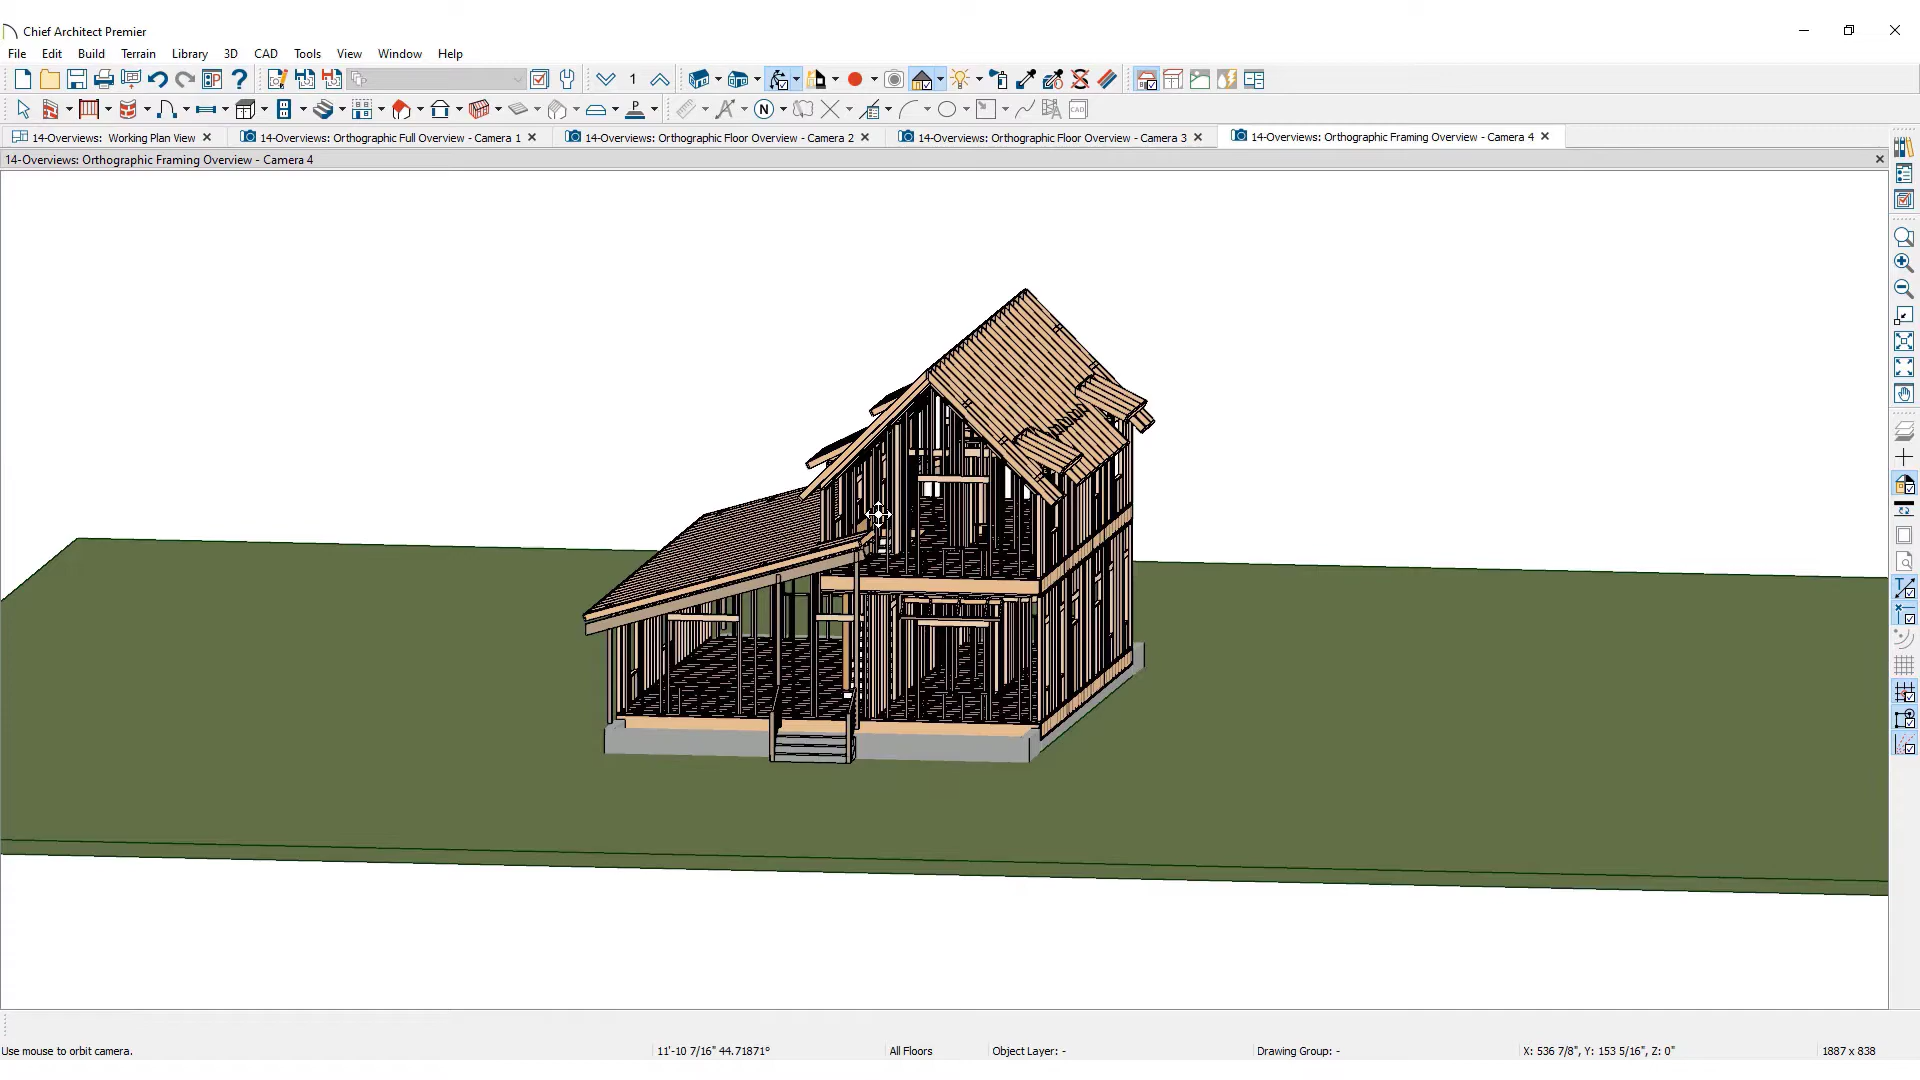 Chief Architect Premier
File Edit Build Terrain Library 3D CAD Tools View Window Help
1
N
P
CAD
14-Overviews: Working Plan View
14-Overviews: Orthographic Full Overview - Camera 1
14-Overviews: Orthographic Floor Overview - Camera 2
14-Overviews: Orthographic Floor Overview - Camera 3
14-Overviews: Orthographic Framing Overview - Camera 4
14-Overviews: Orthographic Framing Overview - Camera 4
Use mouse to orbit camera.
11'-10 7/16" 44.71871°
All Floors
Object Layer: -
Drawing Group: -
X: 536 7/8", Y: 153 5/16", Z: 0"
1887 x 838